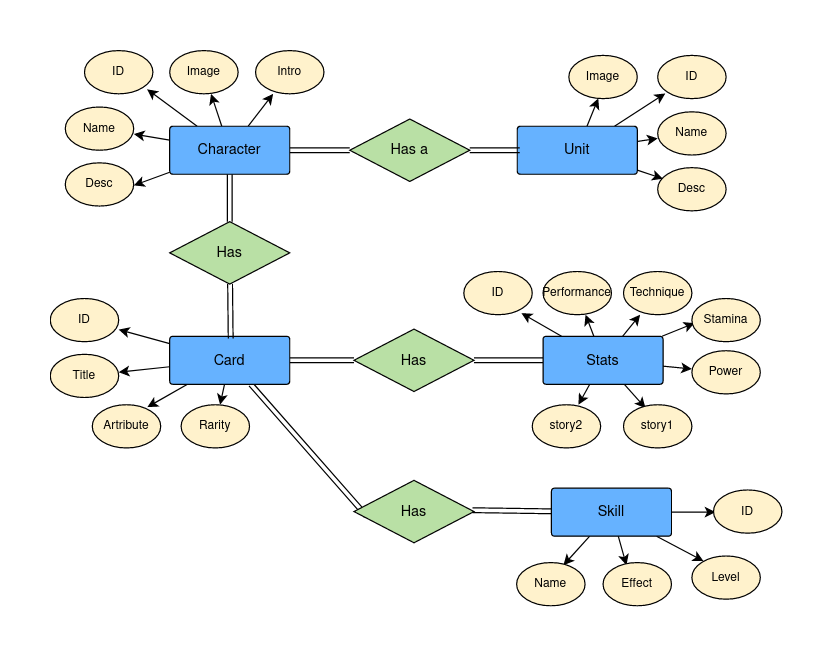 ID
Image
Intro
Image
ID
Name
Character
Has a
Unit
Name
Desc
Desc
Has
ID
Performance
Technique
ID
Stamina
Title
Card
Has
Stats
Power
Artribute
Rarity
story2
story1
Has
Skill
ID
Name
Effect
Level